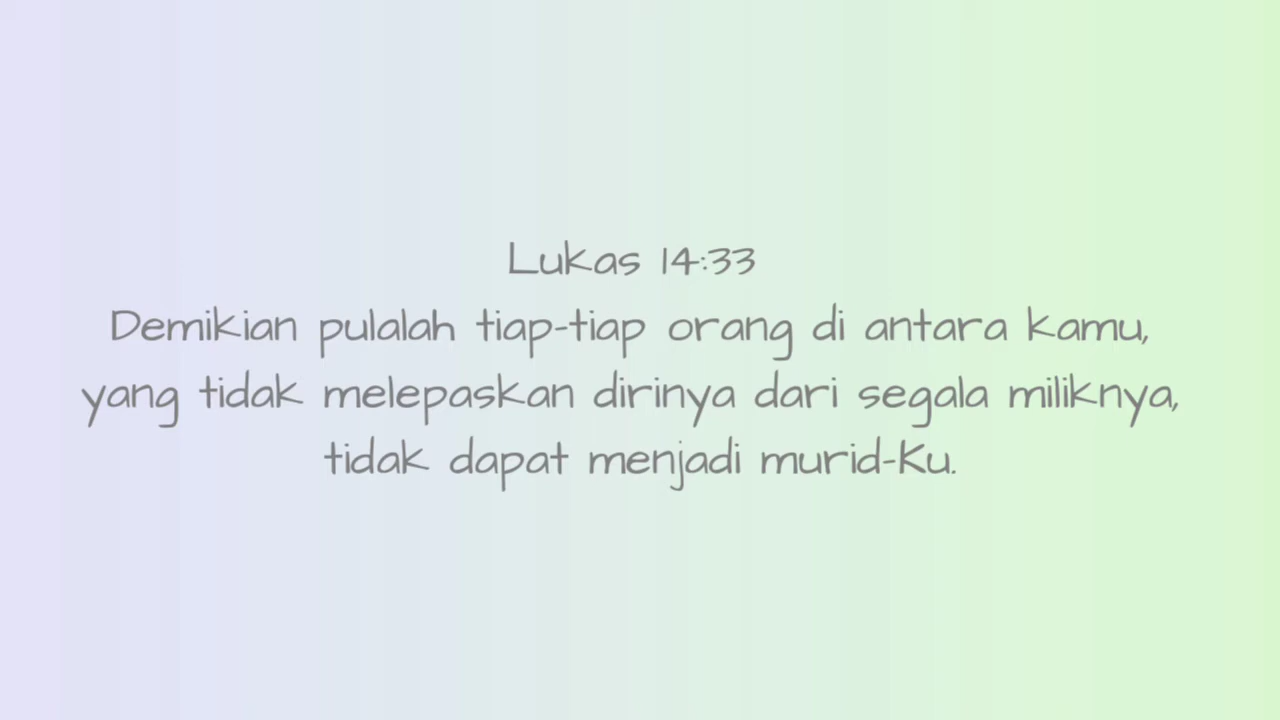 Lukas 14:33
Demikian pulalah tiap-tiap orang di antara kamu,
yang tidak melepaskan dirinya dari segala miliknya,
tidak dapat menjadi murid-Ku.